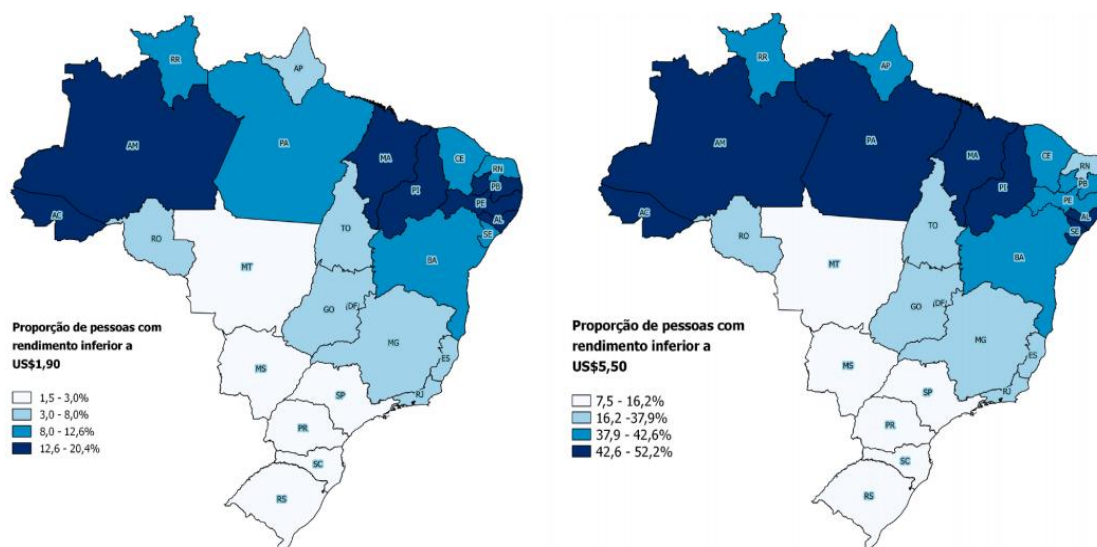 RR
AP
AM
PA
MA
CE
RN
PB
PI
PE
AL
AC
SE
RO
TO
BA
MT
GO
(DF)
MG
ES
MS
RJ
SP
PR
SC
RS
Proporção de pessoas com
rendimento inferior a
US$1,90
1,5 - 3,0%
3,0 - 8,0%
8,0 - 12,6%
12,6 - 20,4%
RR
AP
AM
PA
MA
CE
RN
PB
PI
PE
AL
AC
SE
RO
TO
BA
MT
GO
(DF)
MG
ES
MS
RJ
SP
PR
SC
RS
Proporção de pessoas com
rendimento inferior a
US$5,50
7,5 - 16,2%
16,2 -37,9%
37,9 - 42,6%
42,6 - 52,2%